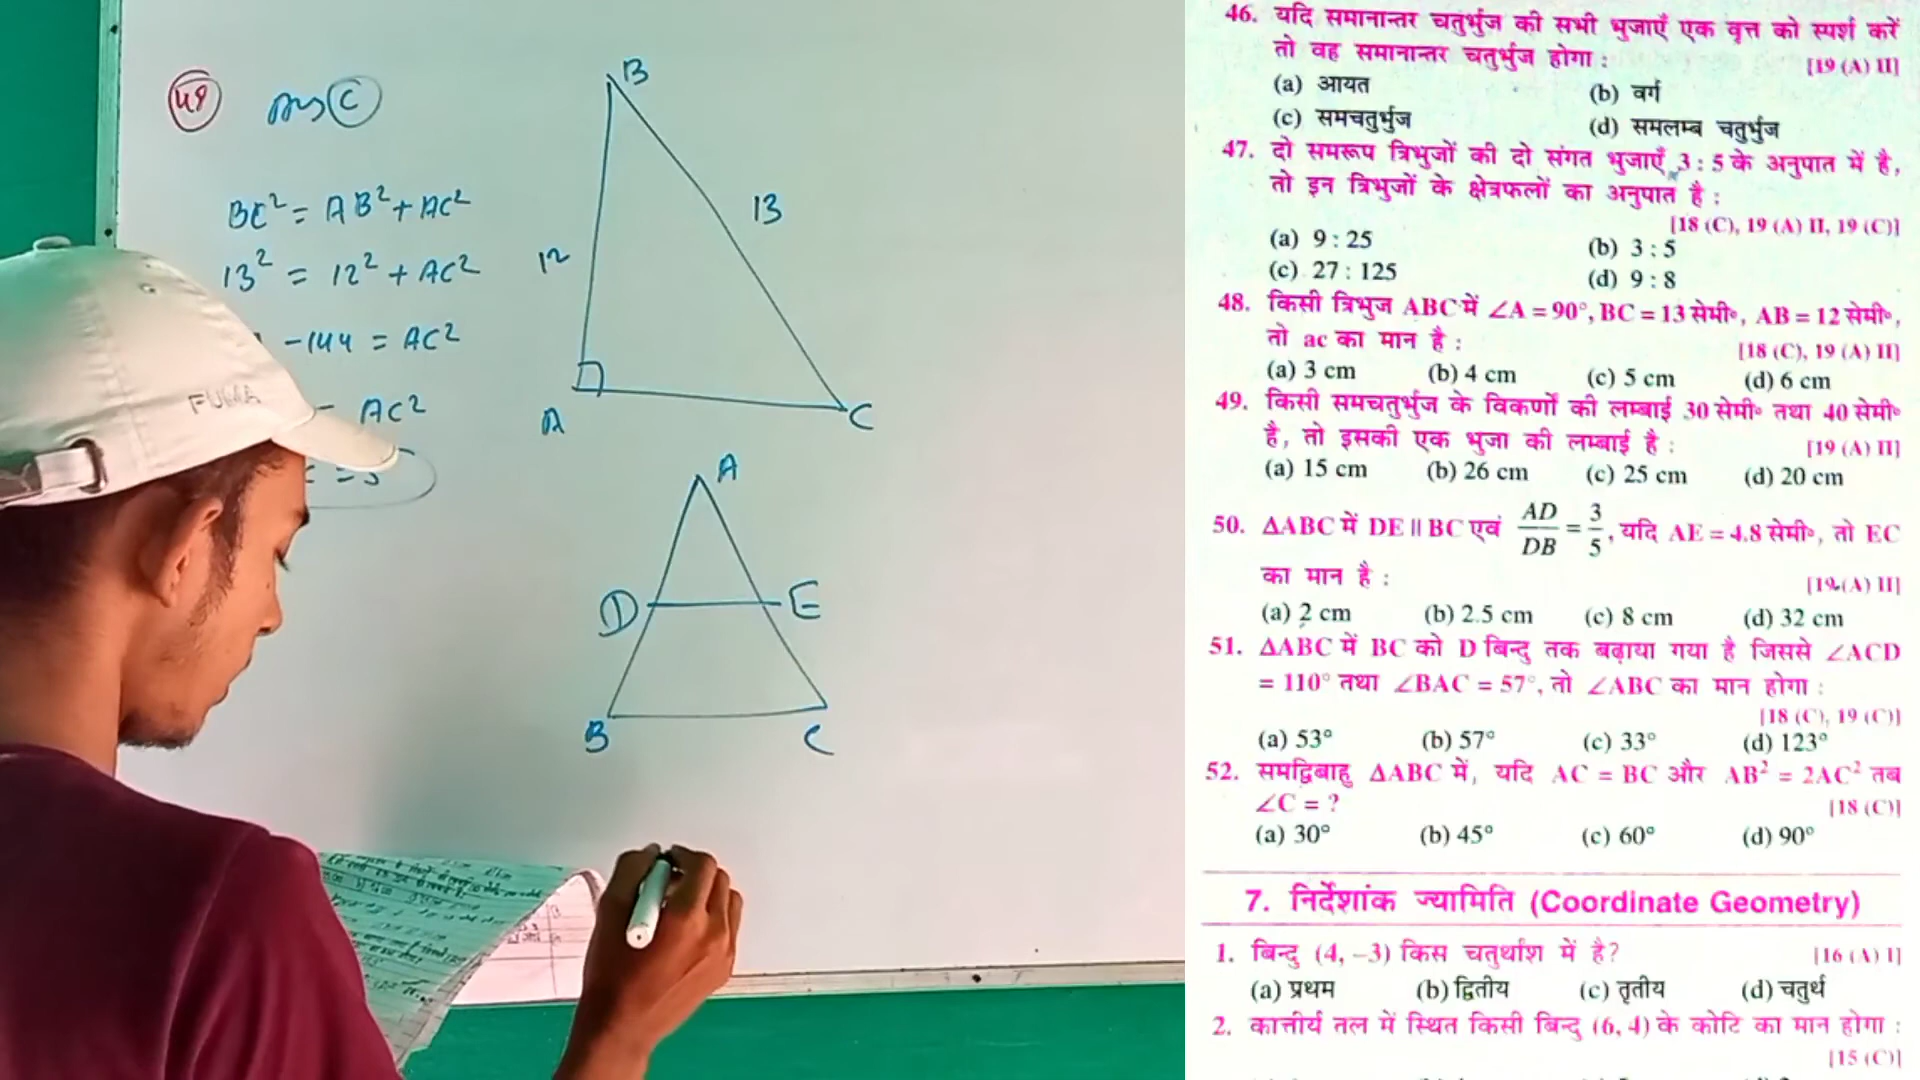 48 Ans (C)
BC² = AB² + AC²
13² = 12² + AC²
-144 = AC²
= AC²
= 5
B
12
13
A
C
A
D
E
B
C
FUMA
46. यदि समानान्तर चतुर्भुज की सभी भुजाएँ एक वृत्त को स्पर्श करें
तो वह समानान्तर चतुर्भुज होगा : [19 (A) II]
(a) आयत (b) वर्ग
(c) समचतुर्भुज (d) समलम्ब चतुर्भुज
47. दो समरूप त्रिभुजों की दो संगत भुजाएँ 3 : 5 के अनुपात में है,
तो इन त्रिभुजों के क्षेत्रफलों का अनुपात है :
[18 (C), 19 (A) II, 19 (C)]
(a) 9 : 25 (b) 3 : 5
(c) 27 : 125 (d) 9 : 8
48. किसी त्रिभुज ABC में ∠A = 90°, BC = 13 सेमी०, AB = 12 सेमी०,
तो ac का मान है : [18 (C), 19 (A) II]
(a) 3 cm (b) 4 cm (c) 5 cm (d) 6 cm
49. किसी समचतुर्भुज के विकर्णों की लम्बाई 30 सेमी० तथा 40 सेमी०
है, तो इसकी एक भुजा की लम्बाई है : [19 (A) II]
(a) 15 cm (b) 26 cm (c) 25 cm (d) 20 cm
50. ΔABC में DE || BC एवं AD/DB = 3/5, यदि AE = 4.8 सेमी०, तो EC
का मान है : [19 (A) II]
(a) 2 cm (b) 2.5 cm (c) 8 cm (d) 32 cm
51. ΔABC में BC को D बिन्दु तक बढ़ाया गया है जिससे ∠ACD
= 110° तथा ∠BAC = 57°, तो ∠ABC का मान होगा :
[18 (C), 19 (C)]
(a) 53° (b) 57° (c) 33° (d) 123°
52. समद्विबाहु ΔABC में, यदि AC = BC और AB² = 2AC² तब
∠C = ? [18 (C)]
(a) 30° (b) 45° (c) 60° (d) 90°
7. निर्देशांक ज्यामिति (Coordinate Geometry)
1. बिन्दु (4, –3) किस चतुर्थांश में है? [16 (A) I]
(a) प्रथम (b) द्वितीय (c) तृतीय (d) चतुर्थ
2. कार्त्तीय तल में स्थित किसी बिन्दु (6, 4) के कोटि का मान होगा :
[15 (C)]